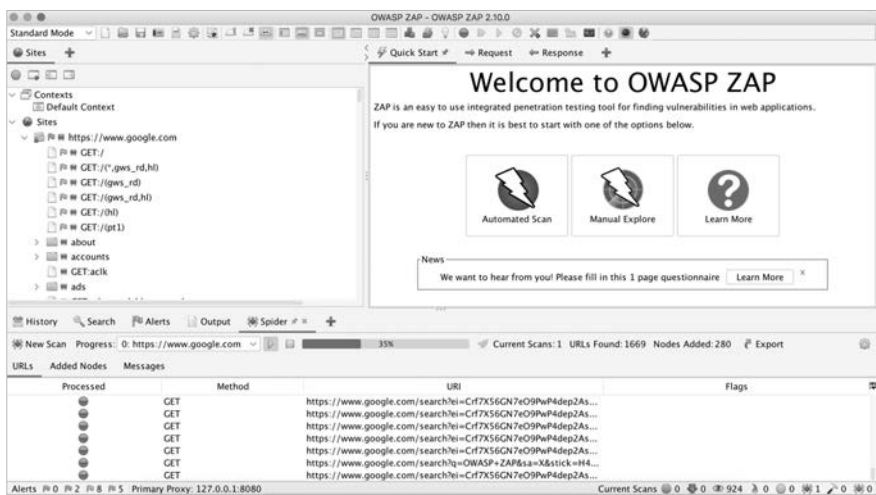 OWASP ZAP - OWASP ZAP 2.10.0
Standard Mode
Sites
Quick Start
Request
Response
Contexts
Default Context
Sites
https://www.google.com
GET:/
GET:/(*,gws_rd,hl)
GET:/(gws_rd)
GET:/(gws_rd,hl)
GET:/(hl)
GET:/(pt1)
about
accounts
GET:aclk
ads
Welcome to OWASP ZAP
ZAP is an easy to use integrated penetration testing tool for finding vulnerabilities in web applications.
If you are new to ZAP then it is best to start with one of the options below.
Automated Scan
Manual Explore
Learn More
News
We want to hear from you! Please fill in this 1 page questionnaire
Learn More
x
History
Search
Alerts
Output
Spider
New Scan Progress: 0: https://www.google.com
35%
Current Scans: 1 URLs Found: 1669 Nodes Added: 280 Export
URLs Added Nodes Messages
Processed Method URI Flags
GET https://www.google.com/search?ei=Crf7X56GN7eO9PwP4dep2As...
GET https://www.google.com/search?ei=Crf7X56GN7eO9PwP4dep2As...
GET https://www.google.com/search?ei=Crf7X56GN7eO9PwP4dep2As...
GET https://www.google.com/search?ei=Crf7X56GN7eO9PwP4dep2As...
GET https://www.google.com/search?q=OWASP+ZAP&sa=X&stick=H4...
GET https://www.google.com/search?ei=Crf7X56GN7eO9PwP4dep2As...
Alerts 0 2 8 5 Primary Proxy: 127.0.0.1:8080
Current Scans 0 0 924 0 0 1 0 0